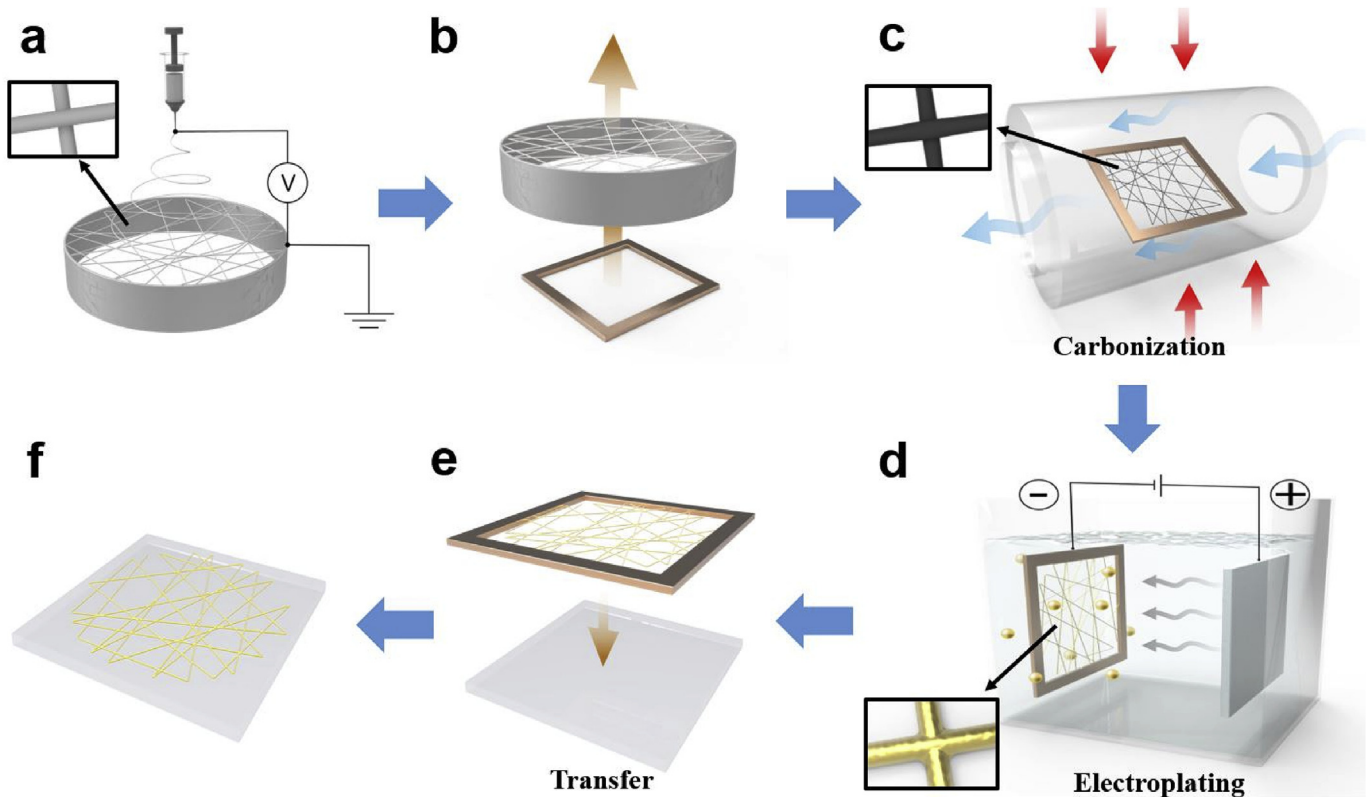 a
b
c
V
Carbonization
f
e
d
−
+
Transfer
Electroplating